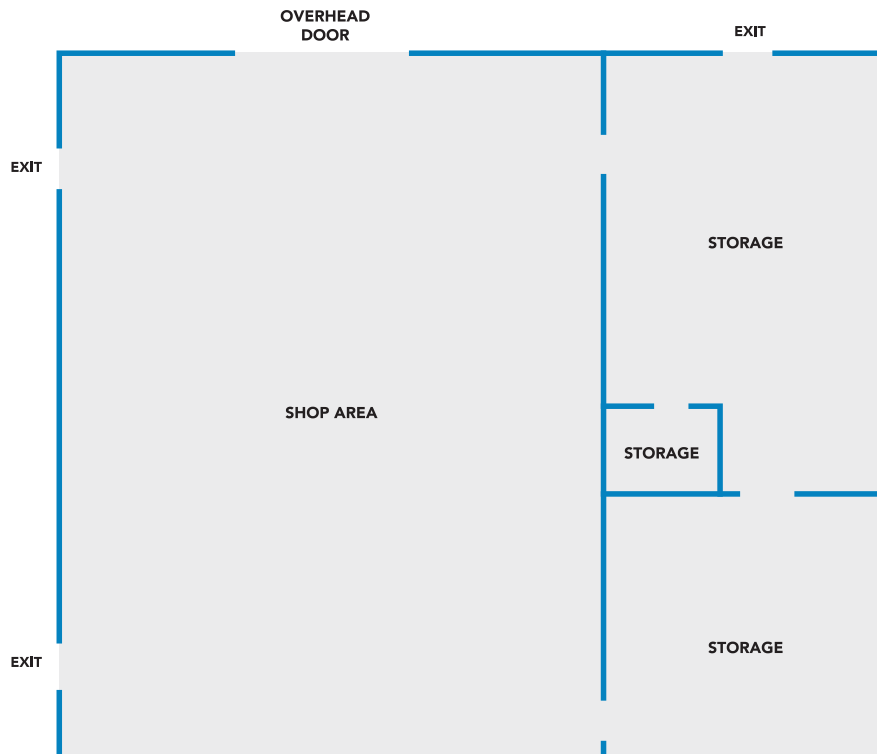 OVERHEAD
DOOR
EXIT
EXIT
STORAGE
SHOP AREA
STORAGE
STORAGE
EXIT